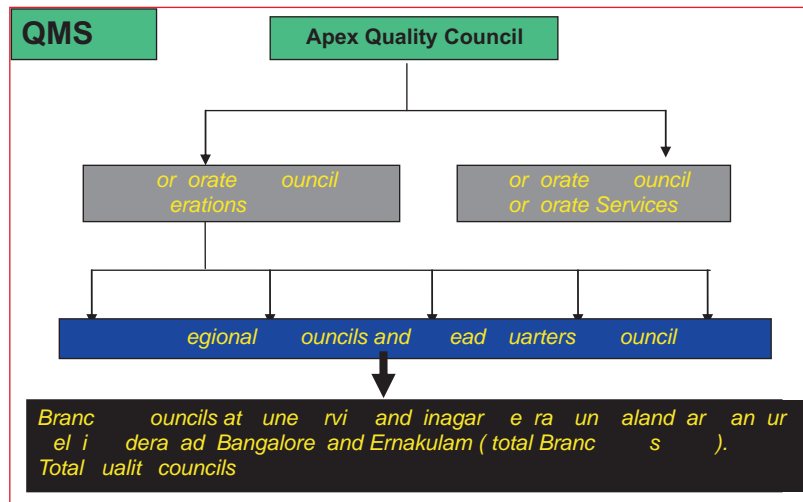 QMS
Apex Quality Council
or orate ouncil
erations
or orate ouncil
or orate Services
egional ouncils and ead uarters ouncil
Branc ouncils at une rvi and inagar e ra un aland ar an ur
el i dera ad Bangalore and Ernakulam ( total Branc s ).
Total ualit councils